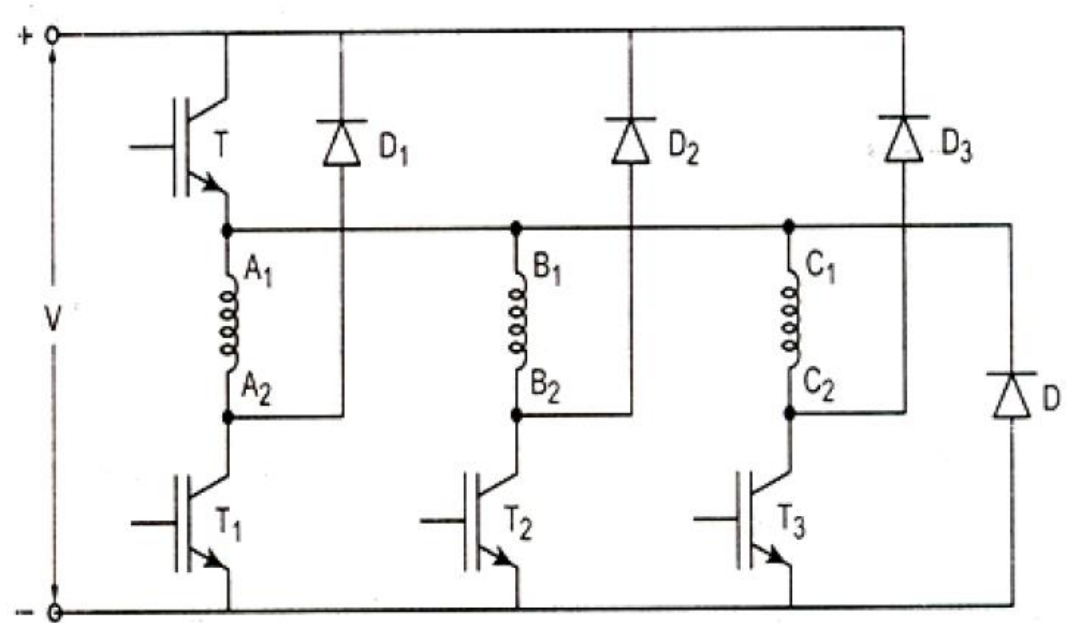 +
T
D₁
D₂
D₃
A₁
B₁
C₁
V
A₂
B₂
C₂
D
T₁
T₂
T₃
-